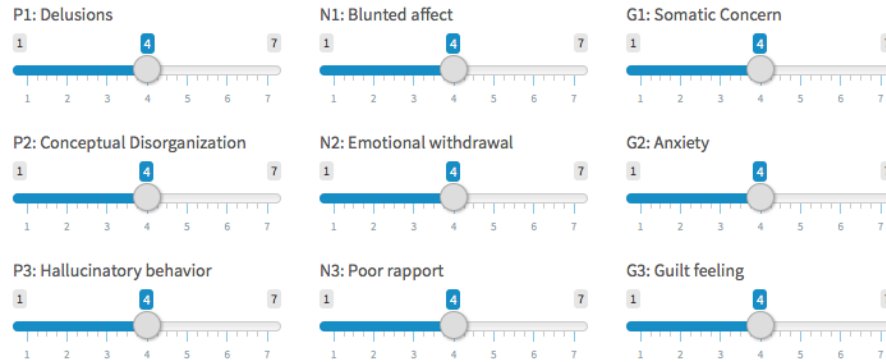 P1: Delusions
1 4 7
1 2 3 4 5 6 7
N1: Blunted affect
1 4 7
1 2 3 4 5 6 7
G1: Somatic Concern
1 4 7
1 2 3 4 5 6 7
P2: Conceptual Disorganization
1 4 7
1 2 3 4 5 6 7
N2: Emotional withdrawal
1 4 7
1 2 3 4 5 6 7
G2: Anxiety
1 4
1 2 3 4 5 6 7
P3: Hallucinatory behavior
1 4 7
1 2 3 4 5 6 7
N3: Poor rapport
1 4 7
1 2 3 4 5 6 7
G3: Guilt feeling
1 4
1 2 3 4 5 6 7